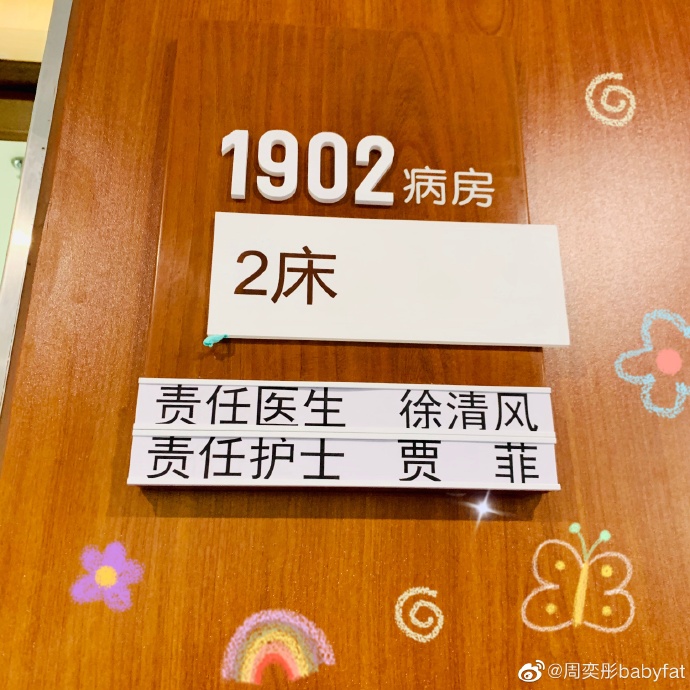 1902病房
2床
责任医生 徐清风
责任护士 贾 菲
@周奕彤babyfat